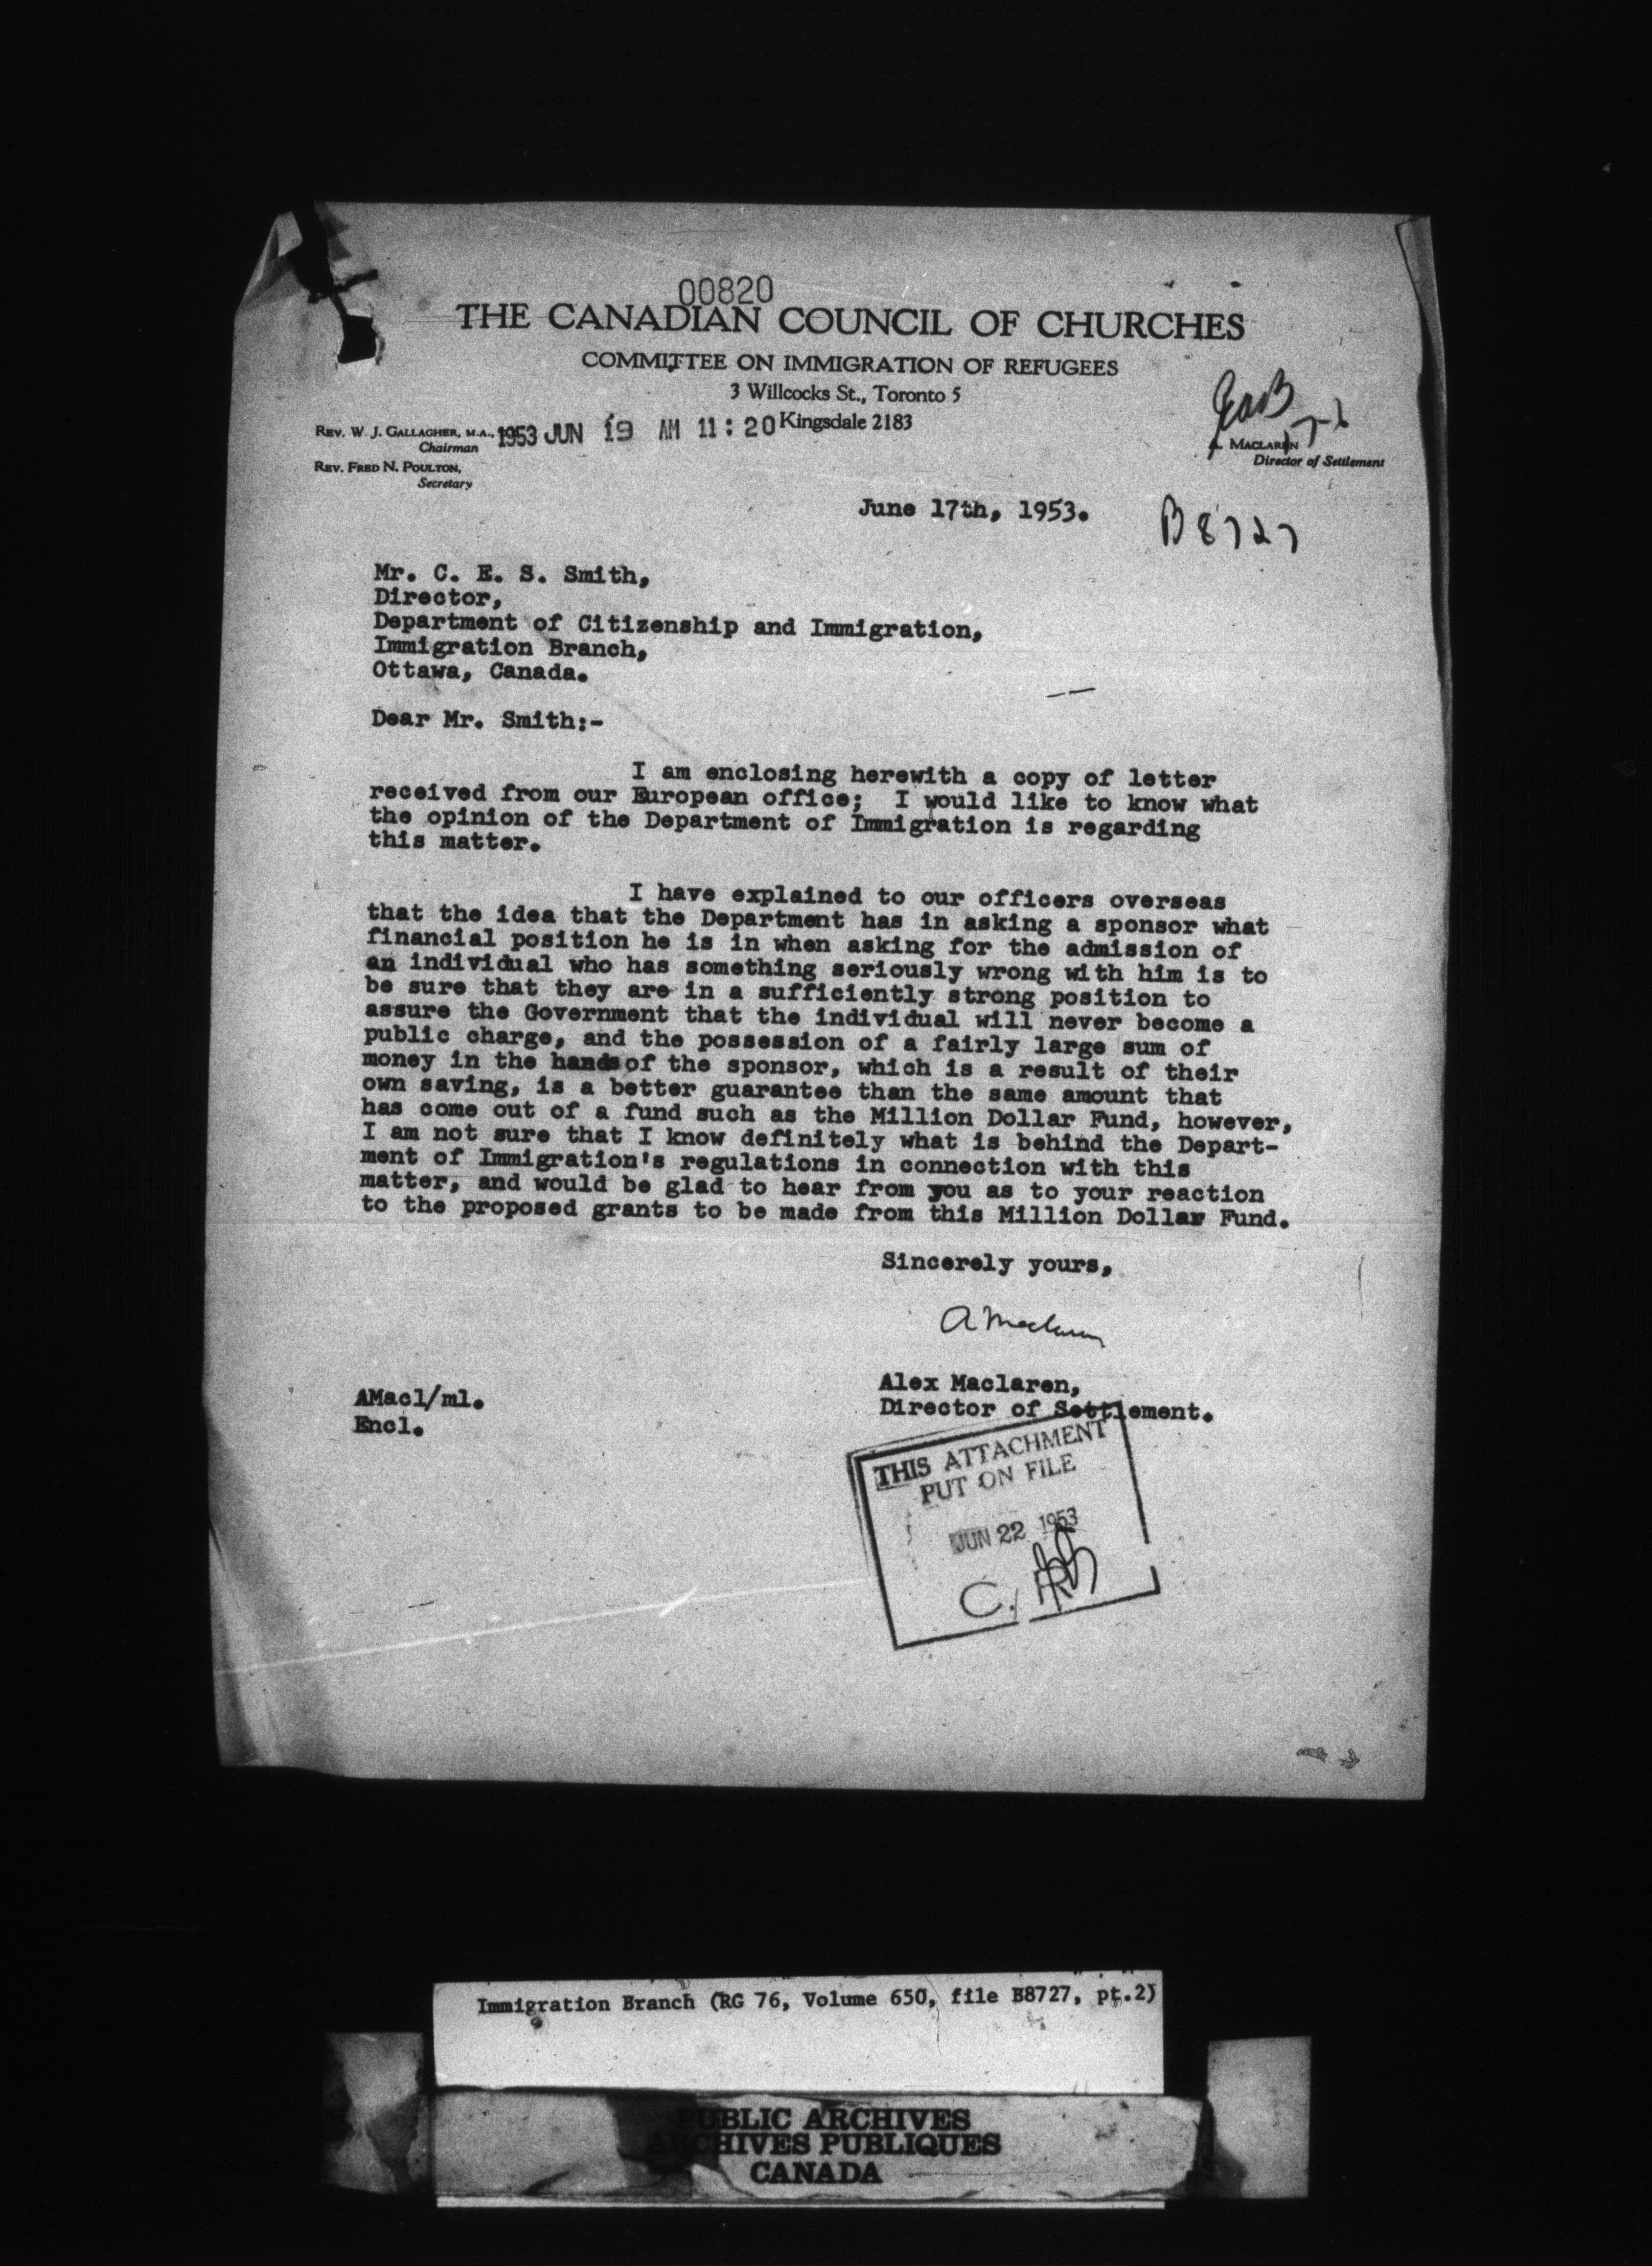 00820
THE CANADIAN COUNCIL OF CHURCHES
COMMITTEE ON IMMIGRATION OF REFUGEES
3 Willcocks St., Toronto 5
Kingsdale 2183
REV. W. J. GALLAGHER, M.A.,
Chairman
REV. FRED N. POULTON,
Secretary
1953 JUN 19 AM 11:20
A. MACLAREN
Director of Settlement
June 17th, 1953.
B8727
Mr. C. E. S. Smith,
Director,
Department of Citizenship and Immigration,
Immigration Branch,
Ottawa, Canada.
Dear Mr. Smith:-
I am enclosing herewith a copy of letter
received from our European office; I would like to know what
the opinion of the Department of Immigration is regarding
this matter.
I have explained to our officers overseas
that the idea that the Department has in asking a sponsor what
financial position he is in when asking for the admission of
an individual who has something seriously wrong with him is to
be sure that they are in a sufficiently strong position to
assure the Government that the individual will never become a
public charge, and the possession of a fairly large sum of
money in the hands of the sponsor, which is a result of their
own saving, is a better guarantee than the same amount that
has come out of a fund such as the Million Dollar Fund, however,
I am not sure that I know definitely what is behind the Depart-
ment of Immigration's regulations in connection with this
matter, and would be glad to hear from you as to your reaction
to the proposed grants to be made from this Million Dollar Fund.
Sincerely yours,
A Maclaren
Alex Maclaren,
Director of Settlement.
AMacl/ml.
Encl.
THIS ATTACHMENT
PUT ON FILE
JUN 22 1953
C.
Immigration Branch (RG 76, Volume 650, file B8727, pt.2)
PUBLIC ARCHIVES
ARCHIVES PUBLIQUES
CANADA